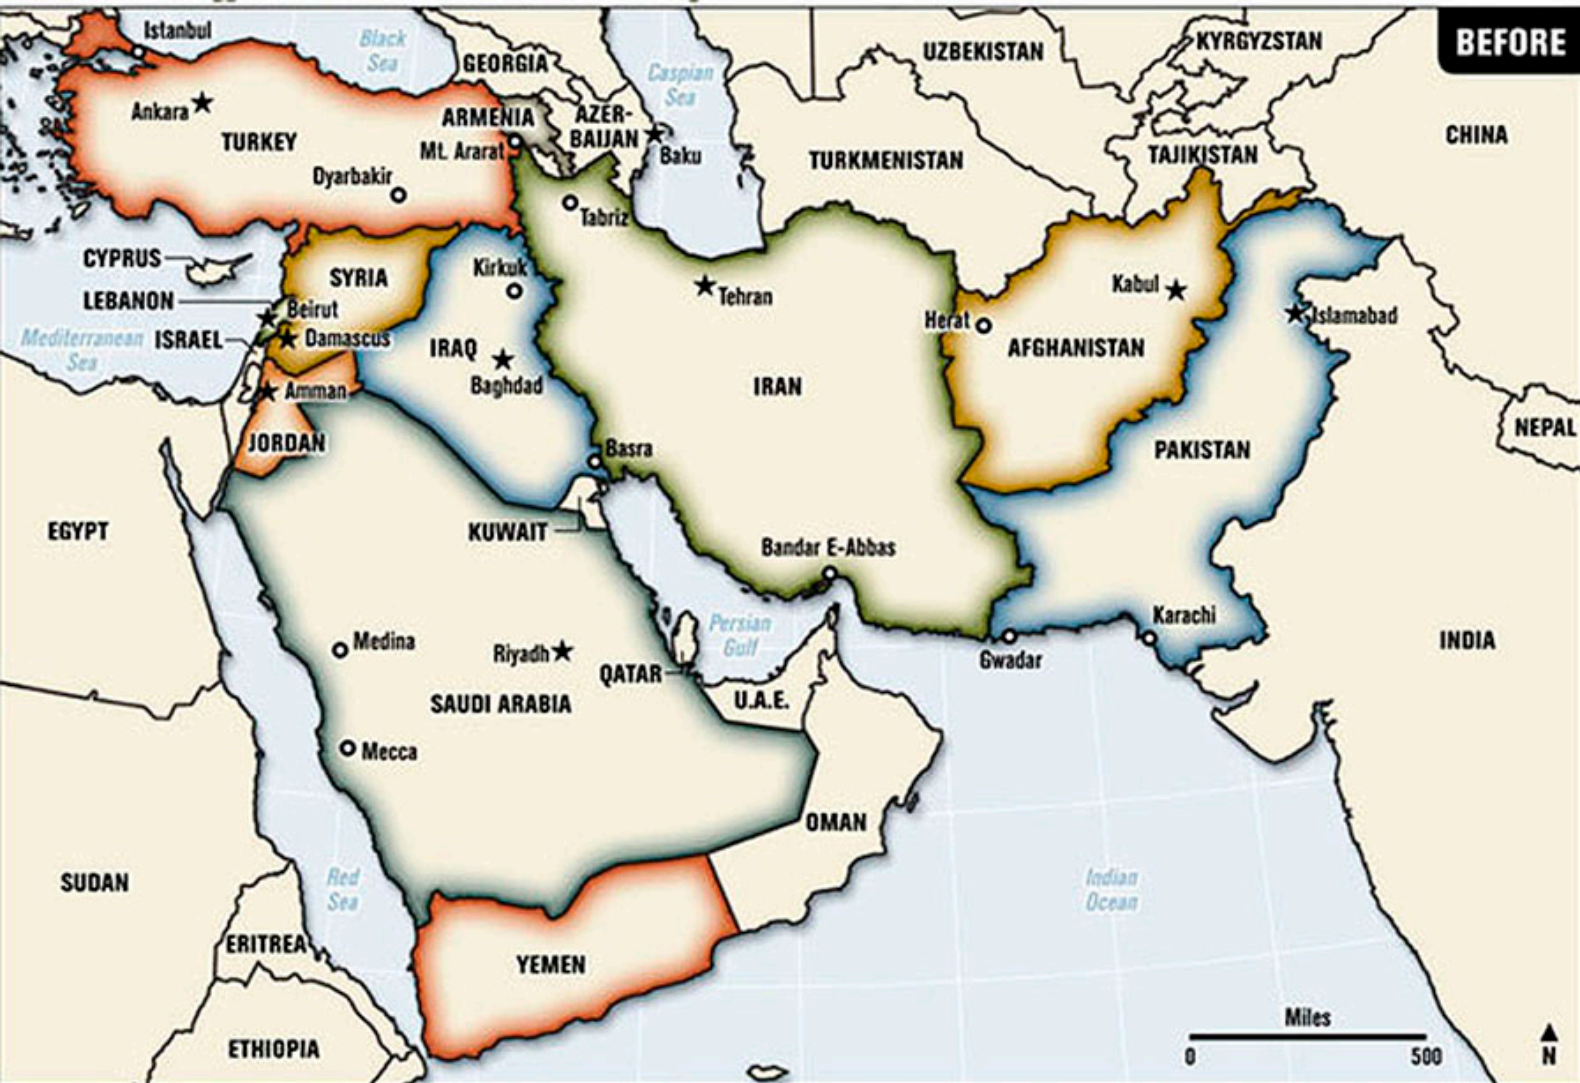 BEFORE
Istanbul
Black
Sea
GEORGIA
Caspian
Sea
UZBEKISTAN
KYRGYZSTAN
CHINA
Ankara
TURKEY
ARMENIA
AZER-
BAIJAN
Baku
Mt. Ararat
TURKMENISTAN
TAJIKISTAN
Dyarbakir
Tabriz
CYPRUS
SYRIA
Kirkuk
Tehran
Kabul
LEBANON
Beirut
Herat
Islamabad
Mediterranean
Sea
ISRAEL
Damascus
IRAQ
Baghdad
AFGHANISTAN
IRAN
Amman
JORDAN
NEPAL
Basra
PAKISTAN
EGYPT
KUWAIT
Bandar E-Abbas
Karachi
Persian
Gulf
Medina
Riyadh
QATAR
Gwadar
INDIA
SAUDI ARABIA
U.A.E.
Mecca
OMAN
SUDAN
Red
Sea
Indian
Ocean
ERITREA
YEMEN
ETHIOPIA
Miles
0
500
N